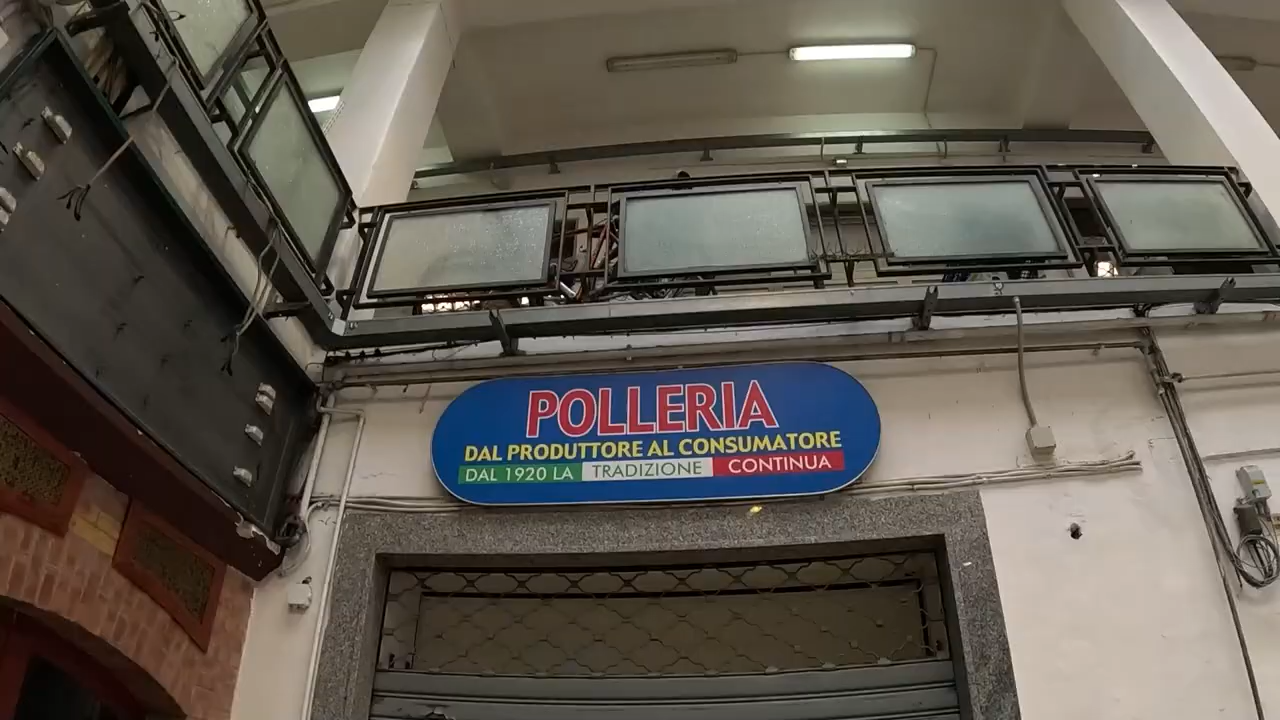 POLLERIA
DAL PRODUTTORE AL CONSUMATORE
DAL 1920 LA TRADIZIONE CONTINUA